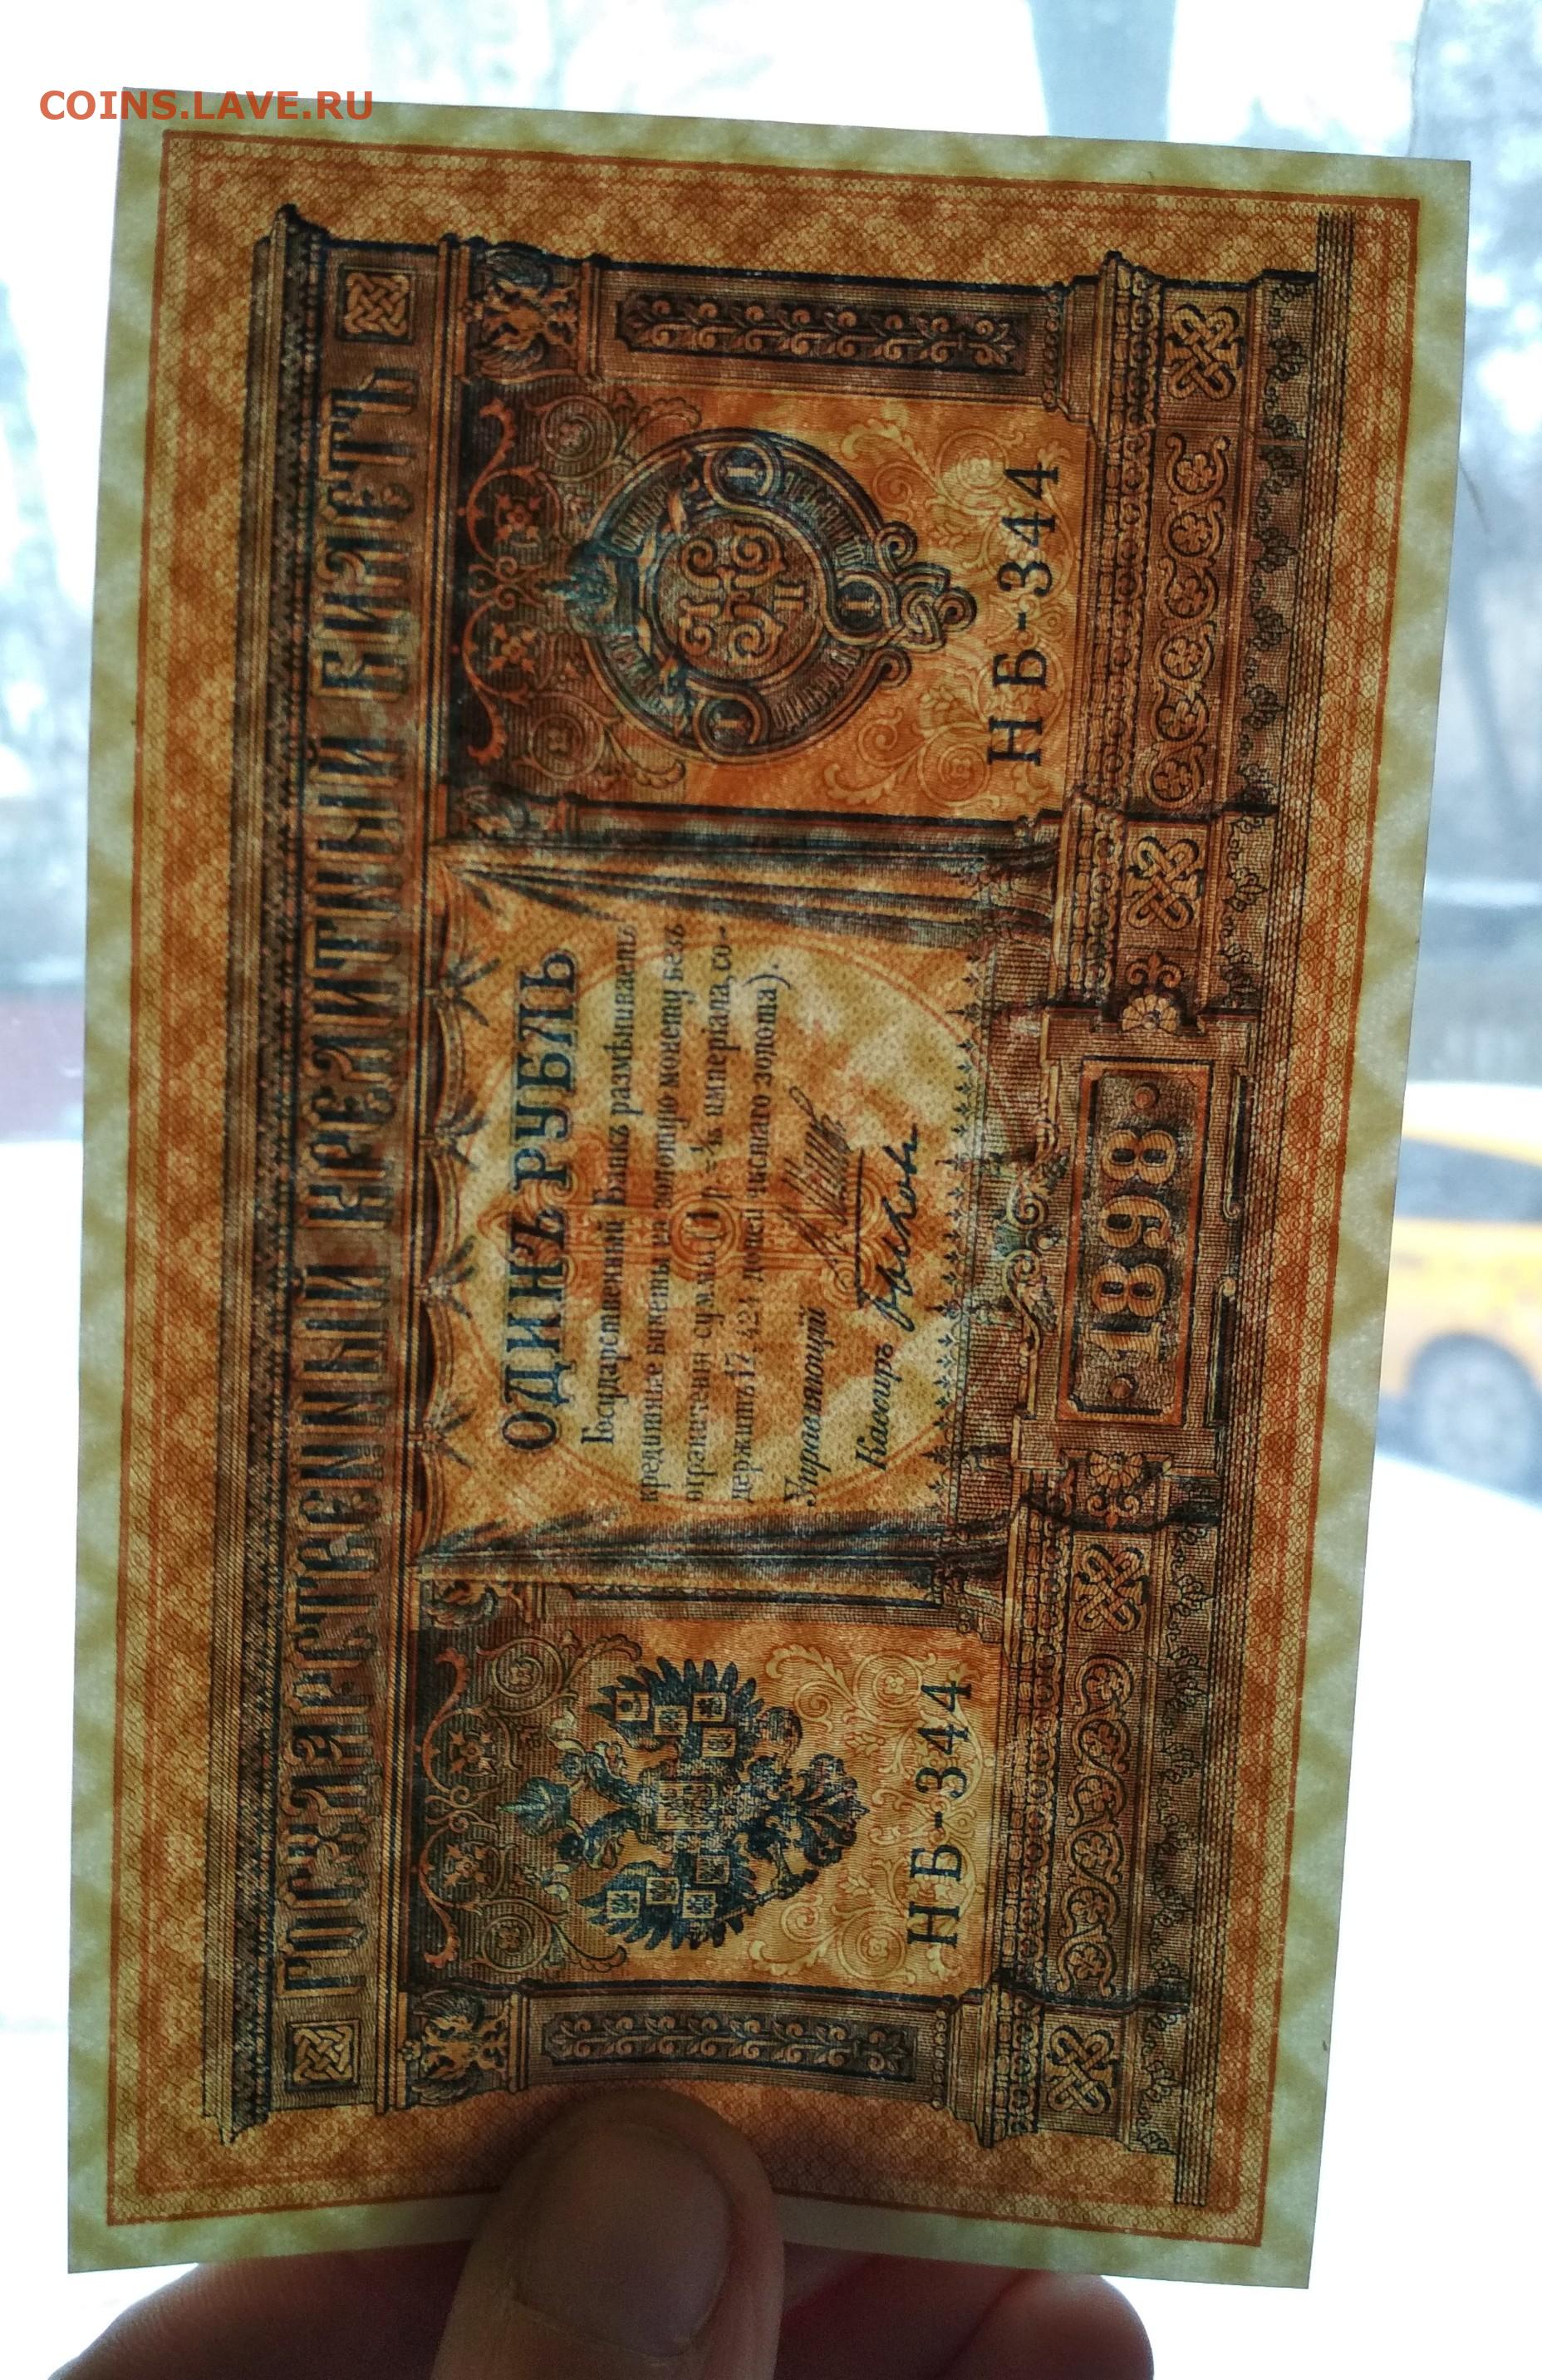 COINS.LAVE.RU
ГОСУДАРСТВЕННЫЙ КРЕДИТНЫЙ БИЛЕТЪ
ОДИНЪ РУБЛЬ
Государственный Банкъ размѣниваетъ
кредитные билеты на золотую монету безъ
ограниченія суммы (1 р. = 1/15 имперіала, со-
держитъ 17,424 долей чистаго золота).
Управляющій
Кассиръ
НБ-344
НБ-344
1898